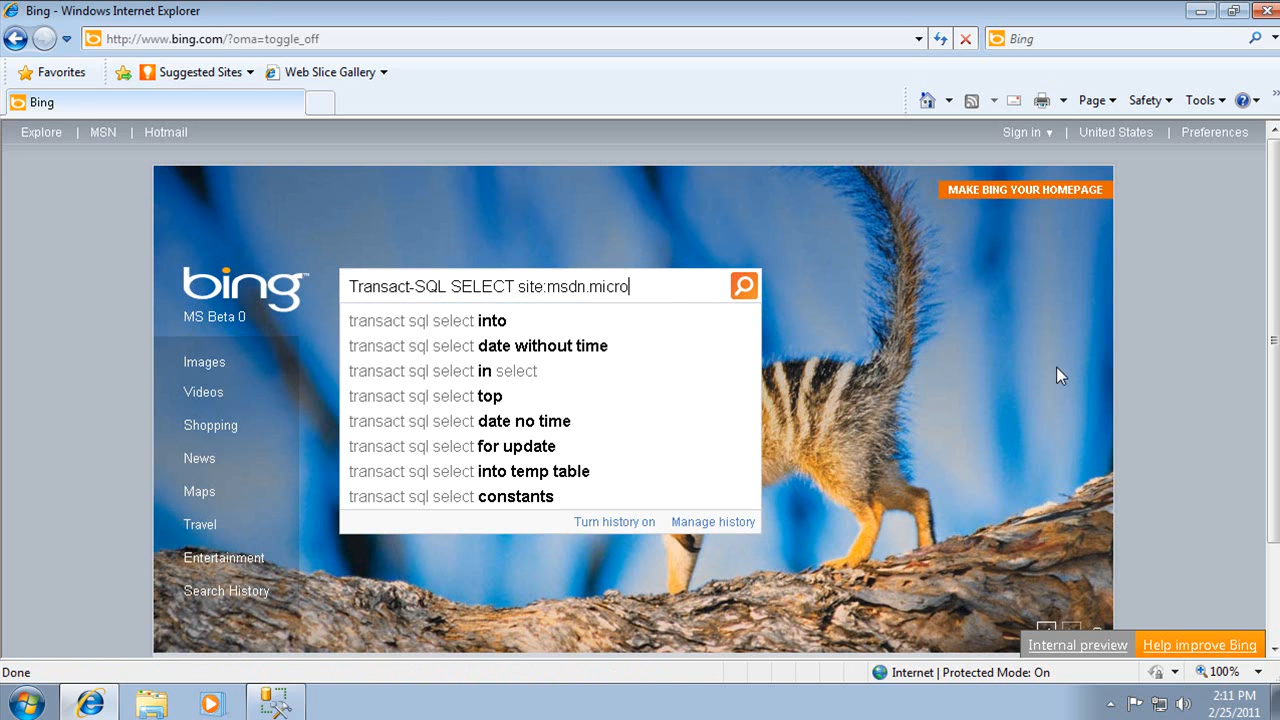 Bing - Windows Internet Explorer
http://www.bing.com/?oma=toggle_off
Bing
Favorites
Suggested Sites
Web Slice Gallery
Bing
Page
Safety
Tools
Explore | MSN | Hotmail
Sign in | United States | Preferences
MAKE BING YOUR HOMEPAGE
bing™
MS Beta 0
Transact-SQL SELECT site:msdn.micro
transact sql select into
transact sql select date without time
transact sql select in select
transact sql select top
transact sql select date no time
transact sql select for update
transact sql select into temp table
transact sql select constants
Turn history on
Manage history
Images
Videos
Shopping
News
Maps
Travel
Entertainment
Search History
Internal preview
Help improve Bing
Done
Internet | Protected Mode: On
100%
2:11 PM
2/25/2011